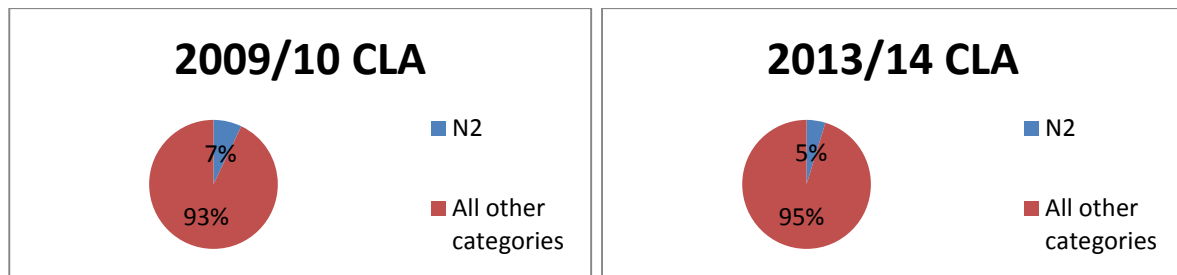 2009/10 CLA
7%
93%
N2
All other
categories
2013/14 CLA
5%
95%
N2
All other
categories